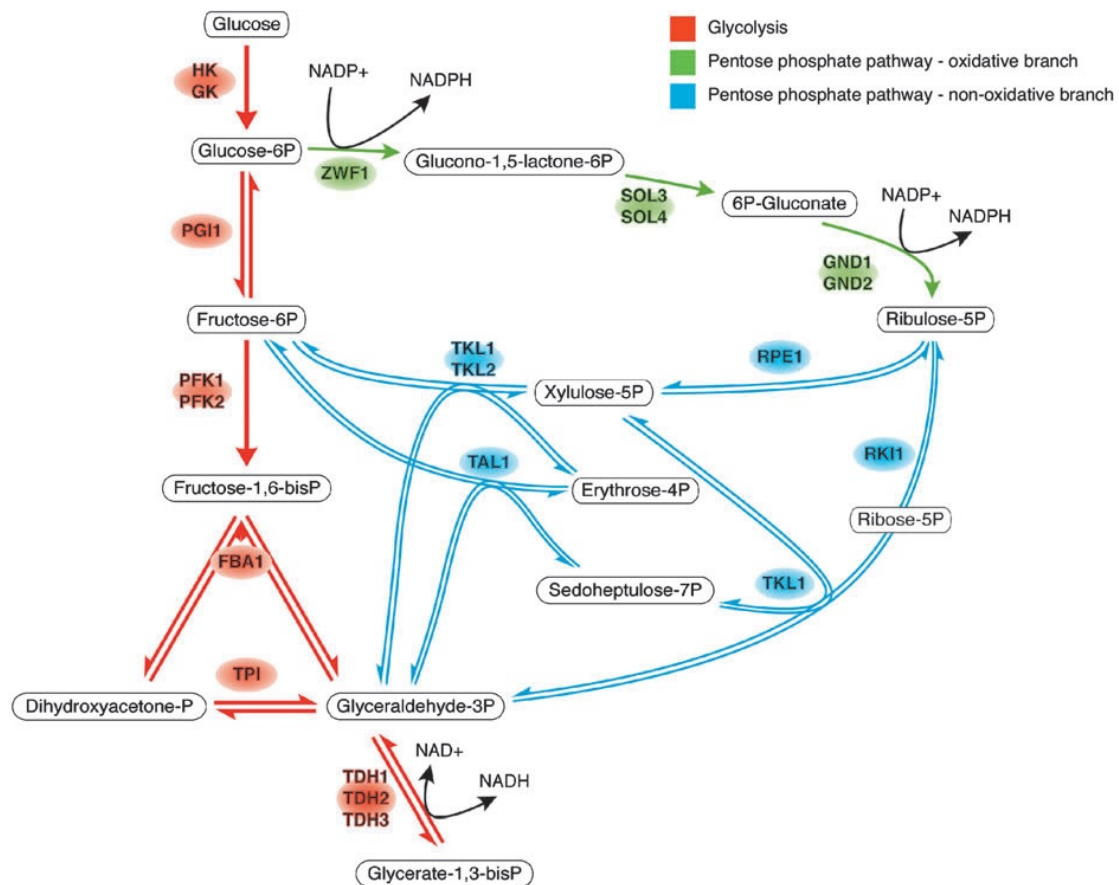 Glucose
Glycolysis
Pentose phosphate pathway - oxidative branch
Pentose phosphate pathway - non-oxidative branch
HK
GK
NADP+
NADPH
Glucose-6P
ZWF1
Glucono-1,5-lactone-6P
SOL3
SOL4
6P-Gluconate
NADP+
NADPH
GND1
GND2
PGI1
Fructose-6P
Ribulose-5P
TKL1
TKL2
RPE1
PFK1
PFK2
Xylulose-5P
TAL1
RKI1
Fructose-1,6-bisP
Erythrose-4P
Ribose-5P
FBA1
Sedoheptulose-7P
TKL1
TPI
Dihydroxyacetone-P
Glyceraldehyde-3P
NAD+
NADH
TDH1
TDH2
TDH3
Glycerate-1,3-bisP